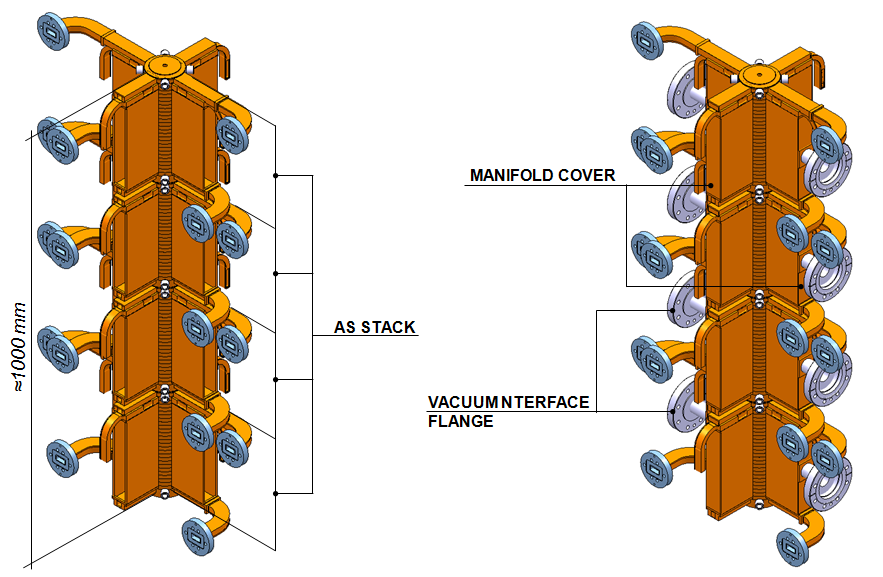 MANIFOLD COVER
≈1000 mm
AS STACK
VACUUM NTERFACE
FLANGE